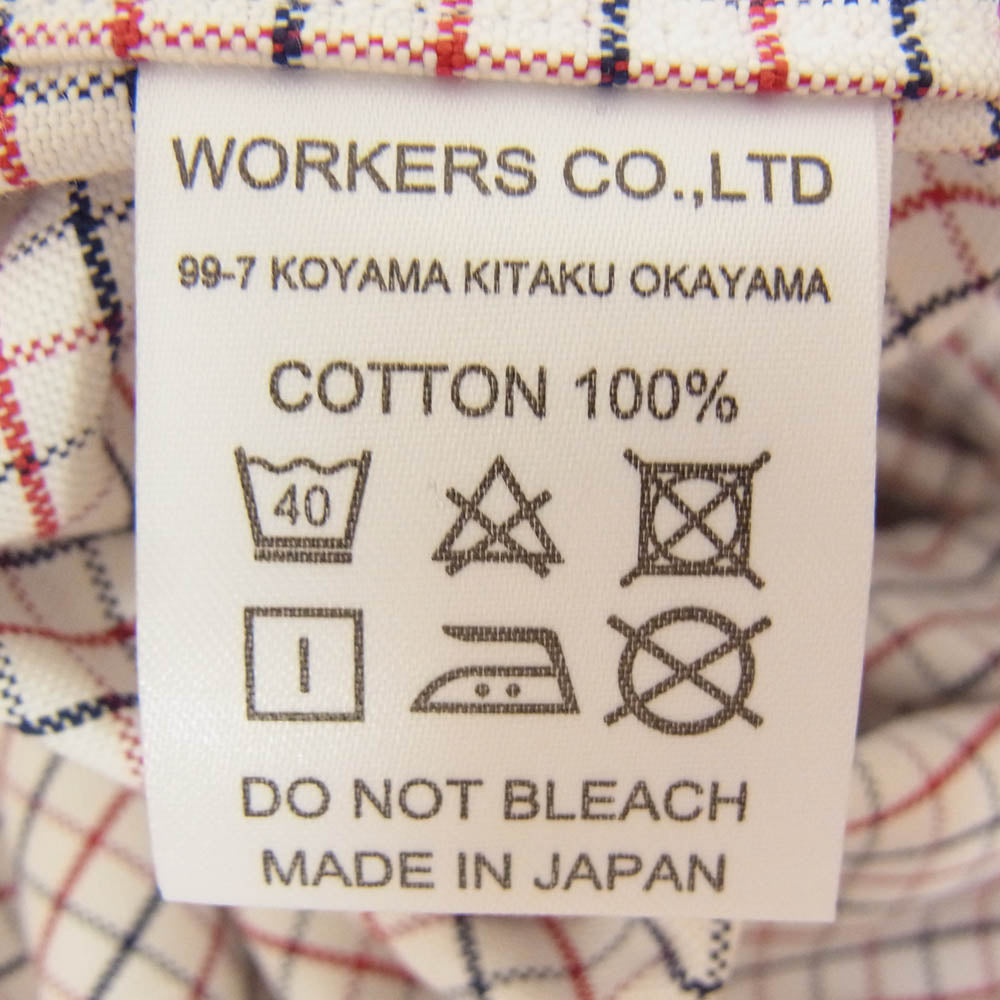 WORKERS CO.,LTD
99-7 KOYAMA KITAKU OKAYAMA
COTTON 100%
40
DO NOT BLEACH
MADE IN JAPAN